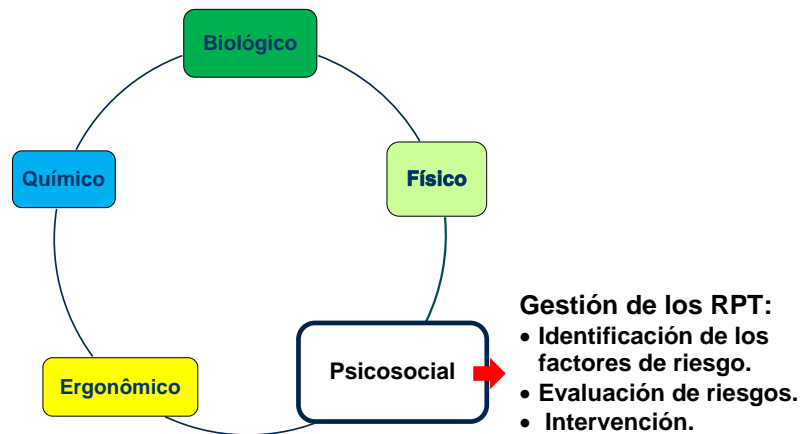 Biológico
Químico
Físico
Ergonômico
Psicosocial
Gestión de los RPT:
• Identificación de los
factores de riesgo.
• Evaluación de riesgos.
• Intervención.